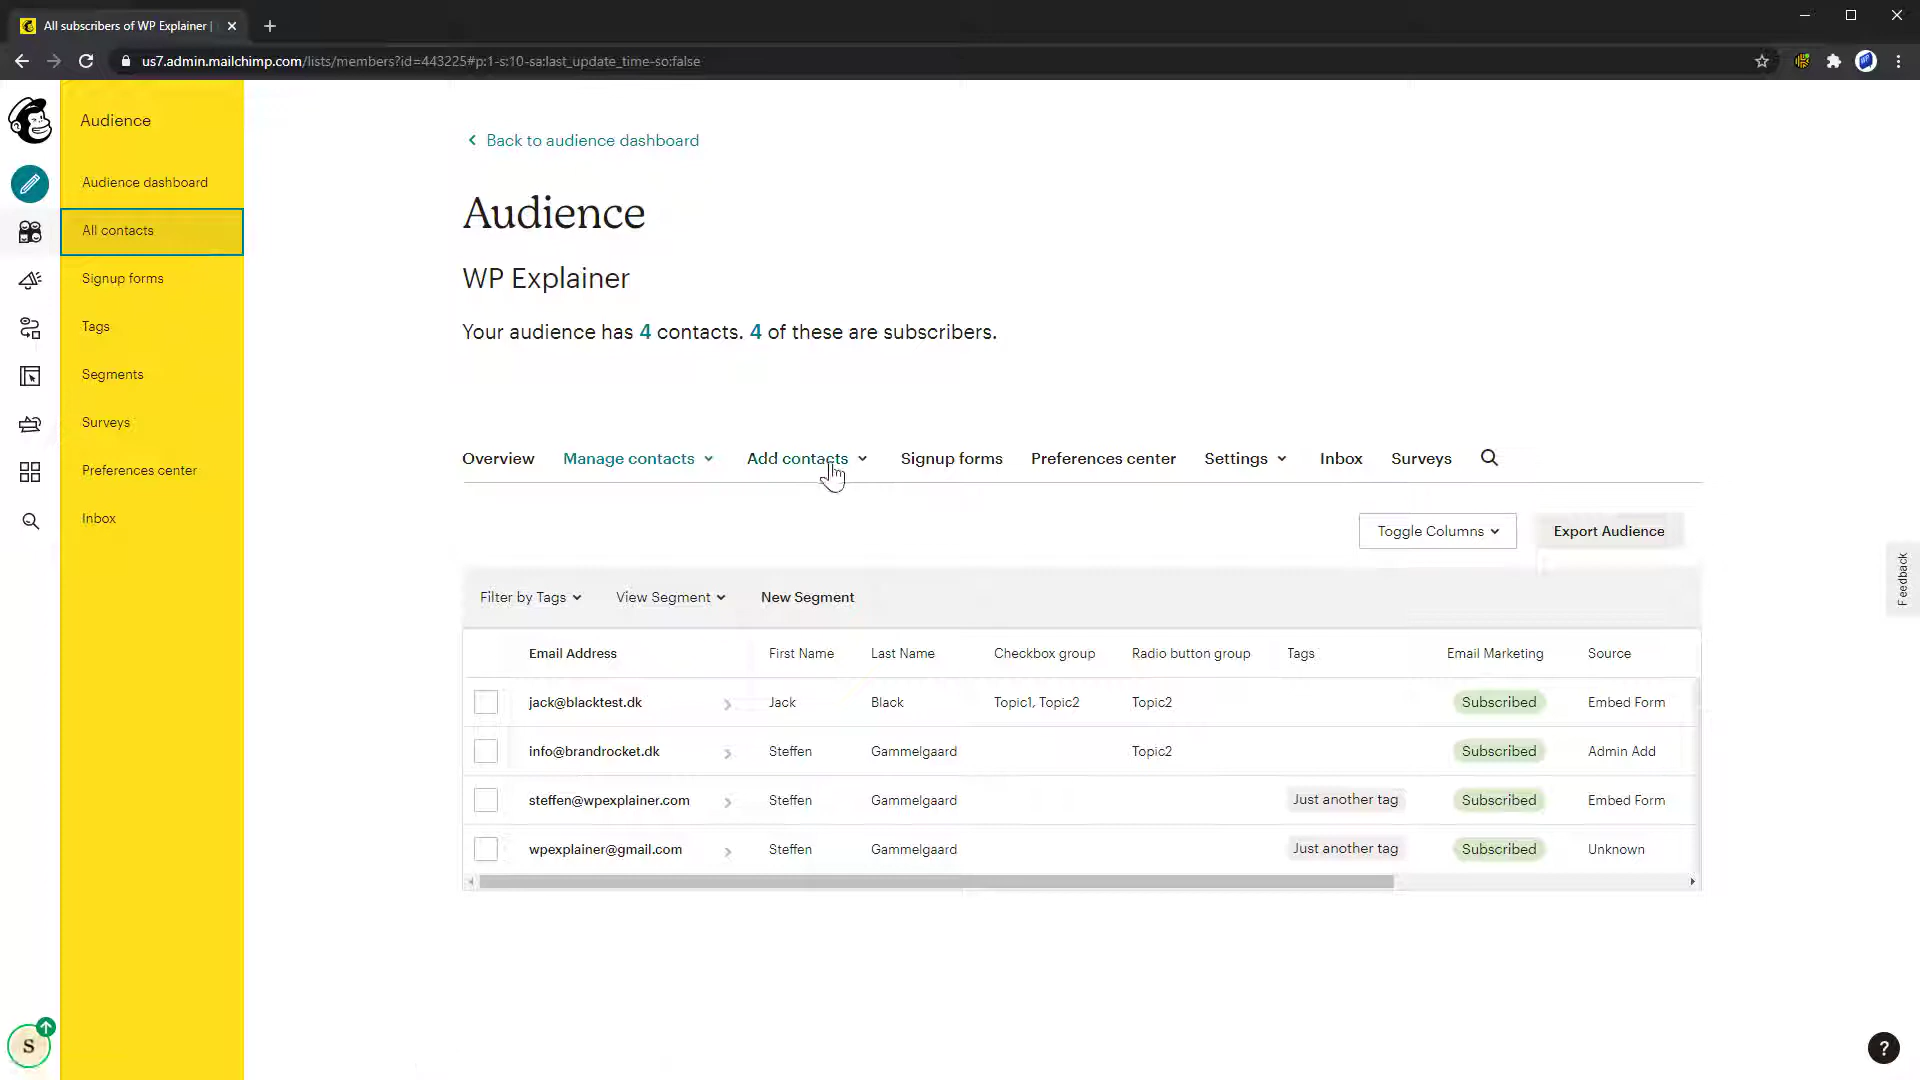 All subscribers of WP Explainer |
us7.admin.mailchimp.com/lists/members?id=443225#p:1-s:10-sa:last_update_time-so:false
Audience
Audience dashboard
All contacts
Signup forms
Tags
Segments
Surveys
Preferences center
Inbox
S
Back to audience dashboard
Audience
WP Explainer
Your audience has 4 contacts. 4 of these are subscribers.
Overview Manage contacts Add contacts Signup forms Preferences center Settings Inbox Surveys
Toggle Columns Export Audience
Filter by Tags View Segment New Segment
Email Address First Name Last Name Checkbox group Radio button group Tags Email Marketing Source
jack@blacktest.dk Jack Black Topic1, Topic2 Topic2 Subscribed Embed Form
info@brandrocket.dk Steffen Gammelgaard Topic2 Subscribed Admin Add
steffen@wpexplainer.com Steffen Gammelgaard Just another tag Subscribed Embed Form
wpexplainer@gmail.com Steffen Gammelgaard Just another tag Subscribed Unknown
Feedback
?